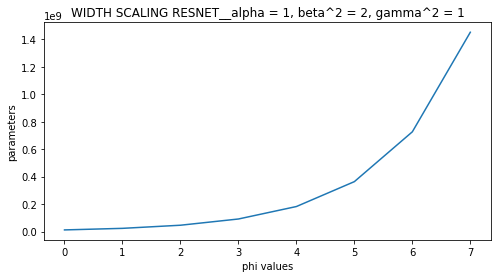 WIDTH SCALING RESNET__alpha = 1, beta^2 = 2, gamma^2 = 1
1e9
1.4
1.2
1.0
0.8
0.6
0.4
0.2
0.0
parameters
0 1 2 3 4 5 6 7
phi values